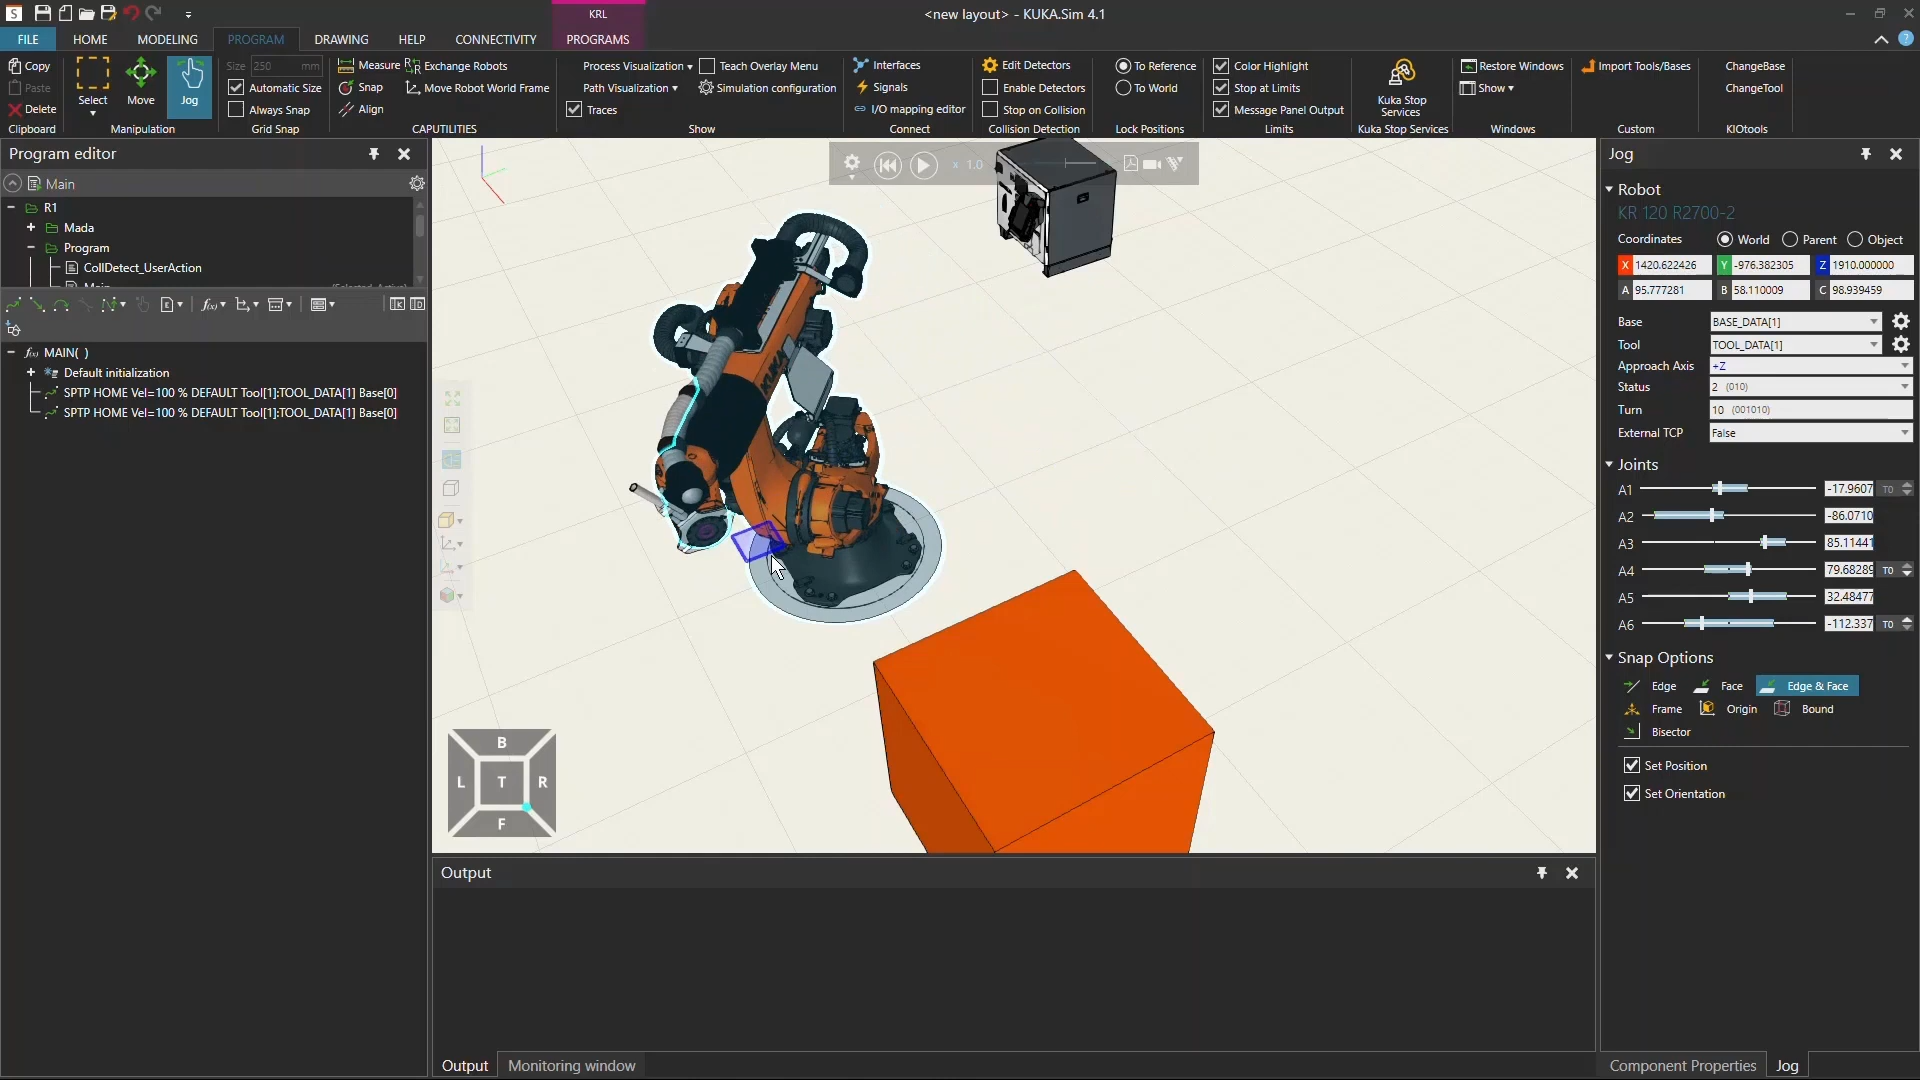 S
KRL
<new layout> - KUKA.Sim 4.1
FILE HOME MODELING PROGRAM DRAWING HELP CONNECTIVITY PROGRAMS
Copy
Paste
Delete
Clipboard
Select
Move
Jog
Manipulation
Size 250 mm
Automatic Size
Always Snap
Grid Snap
Measure
Snap
Align
Exchange Robots
Move Robot World Frame
CAPUTILITIES
Process Visualization
Path Visualization
Traces
Teach Overlay Menu
Simulation configuration
Show
Interfaces
Signals
I/O mapping editor
Connect
Edit Detectors
Enable Detectors
Stop on Collision
Collision Detection
To Reference
To World
Lock Positions
Color Highlight
Stop at Limits
Message Panel Output
Limits
Kuka Stop
Services
Kuka Stop Services
Restore Windows
Show
Windows
Import Tools/Bases
Custom
ChangeBase
ChangeTool
KIOtools
Program editor
Main
R1
Mada
Program
CollDetect_UserAction
MAIN( )
Default initialization
SPTP HOME Vel=100 % DEFAULT Tool[1]:TOOL_DATA[1] Base[0]
SPTP HOME Vel=100 % DEFAULT Tool[1]:TOOL_DATA[1] Base[0]
x 1.0
KUKA
B
L T R
F
Output
Output Monitoring window
Jog
Robot
KR 120 R2700-2
Coordinates World Parent Object
X 1420.622426 Y -976.382305 Z 1910.000000
A 95.777281 B 58.110009 C 98.939459
Base BASE_DATA[1]
Tool TOOL_DATA[1]
Approach Axis +Z
Status 2 (010)
Turn 10 (001010)
External TCP False
Joints
A1 -17.9607 T0
A2 -86.0710
A3 85.11441
A4 79.68289 T0
A5 32.48477
A6 -112.337 T0
Snap Options
Edge Face Edge & Face
Frame Origin Bound
Bisector
Set Position
Set Orientation
Component Properties Jog